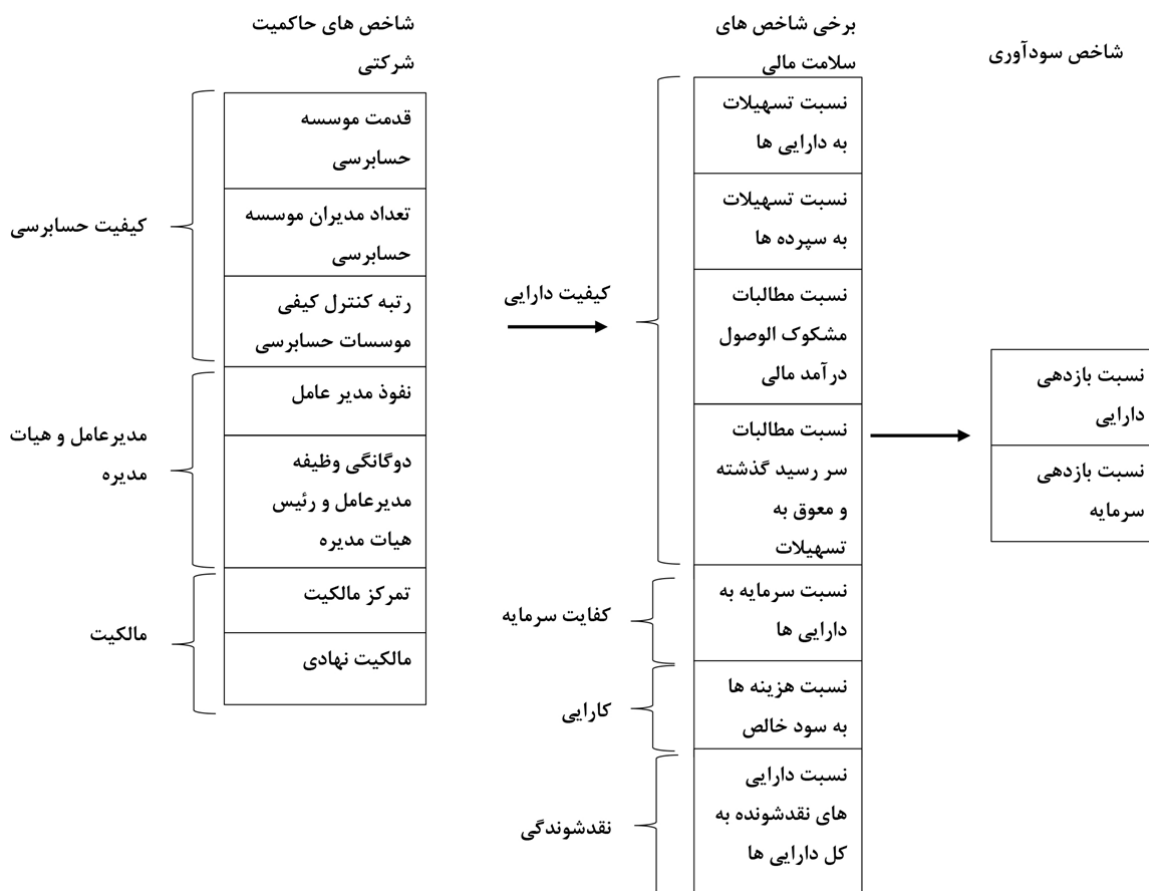 شاخص های حاکمیت
شرکتی
قدمت موسسه
حسابرسی
تعداد مدیران موسسه
حسابرسی
رتبه کنترل کیفی
موسسات حسابرسی
نفوذ مدیر عامل
دوگانگی وظیفه
مدیرعامل و رئیس
هیات مدیره
تمرکز مالکیت
مالکیت نهادی
کیفیت حسابرسی
مدیرعامل و هیات
مدیره
مالکیت
برخی شاخص های
سلامت مالی
نسبت تسهیلات
به دارایی ها
نسبت تسهیلات
به سپرده ها
نسبت مطالبات
مشکوک الوصول
درآمد مالی
نسبت مطالبات
سر رسید گذشته
و معوق به
تسهیلات
نسبت سرمایه به
دارایی ها
نسبت هزینه ها
به سود خالص
نسبت دارایی
های نقدشونده به
کل دارایی ها
کیفیت دارایی
کفایت سرمایه
کارایی
نقدشوندگی
شاخص سودآوری
نسبت بازدهی
دارایی
نسبت بازدهی
سرمایه